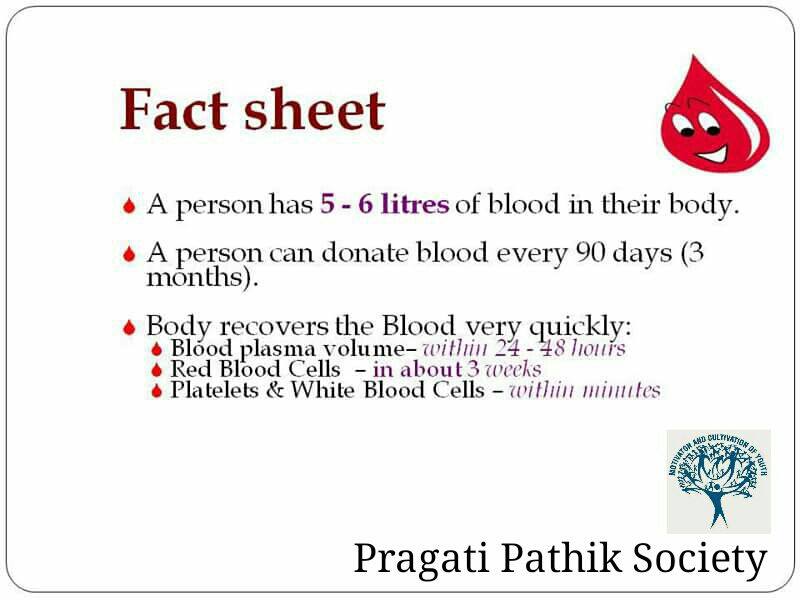 Fact sheet
A person has 5 - 6 litres of blood in their body.
A person can donate blood every 90 days (3
months).
Body recovers the Blood very quickly:
Blood plasma volume– within 24 - 48 hours
Red Blood Cells – in about 3 weeks
Platelets & White Blood Cells – within minutes
MOTIVATION AND CULTIVATION OF YOUTH
Pragati Pathik Society